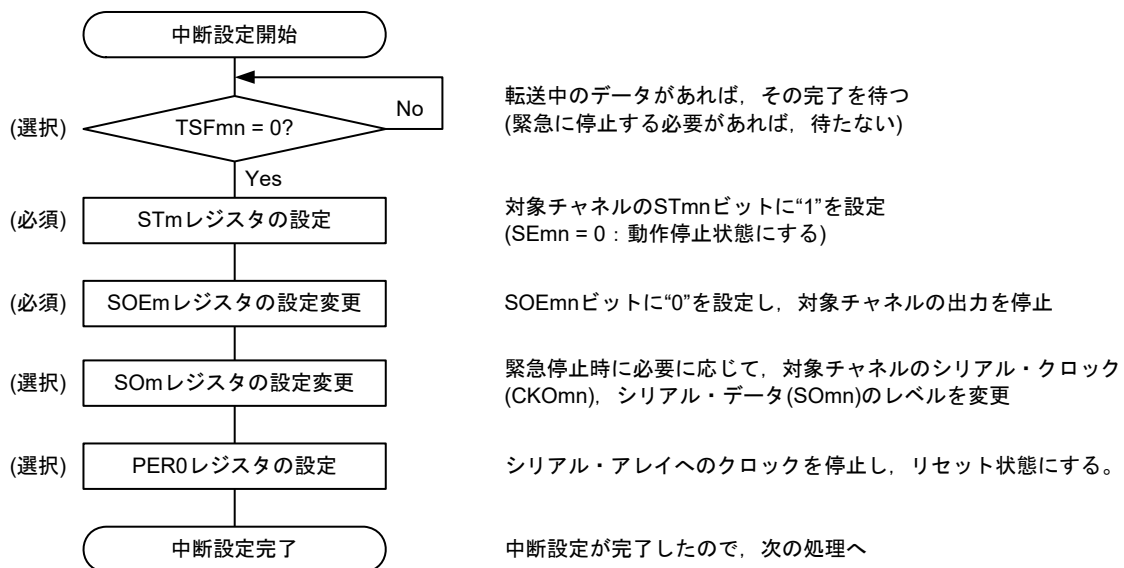 中断設定開始
(選択)
TSFmn = 0?
No
転送中のデータがあれば，その完了を待つ
(緊急に停止する必要があれば，待たない)
Yes
(必須)
STmレジスタの設定
対象チャネルのSTmnビットに“1”を設定
(SEmn = 0：動作停止状態にする)
(必須)
SOEmレジスタの設定変更
SOEmnビットに“0”を設定し，対象チャネルの出力を停止
(選択)
SOmレジスタの設定変更
緊急停止時に必要に応じて，対象チャネルのシリアル・クロック
(CKOmn)，シリアル・データ(SOmn)のレベルを変更
(選択)
PER0レジスタの設定
シリアル・アレイへのクロックを停止し，リセット状態にする。
中断設定完了
中断設定が完了したので，次の処理へ